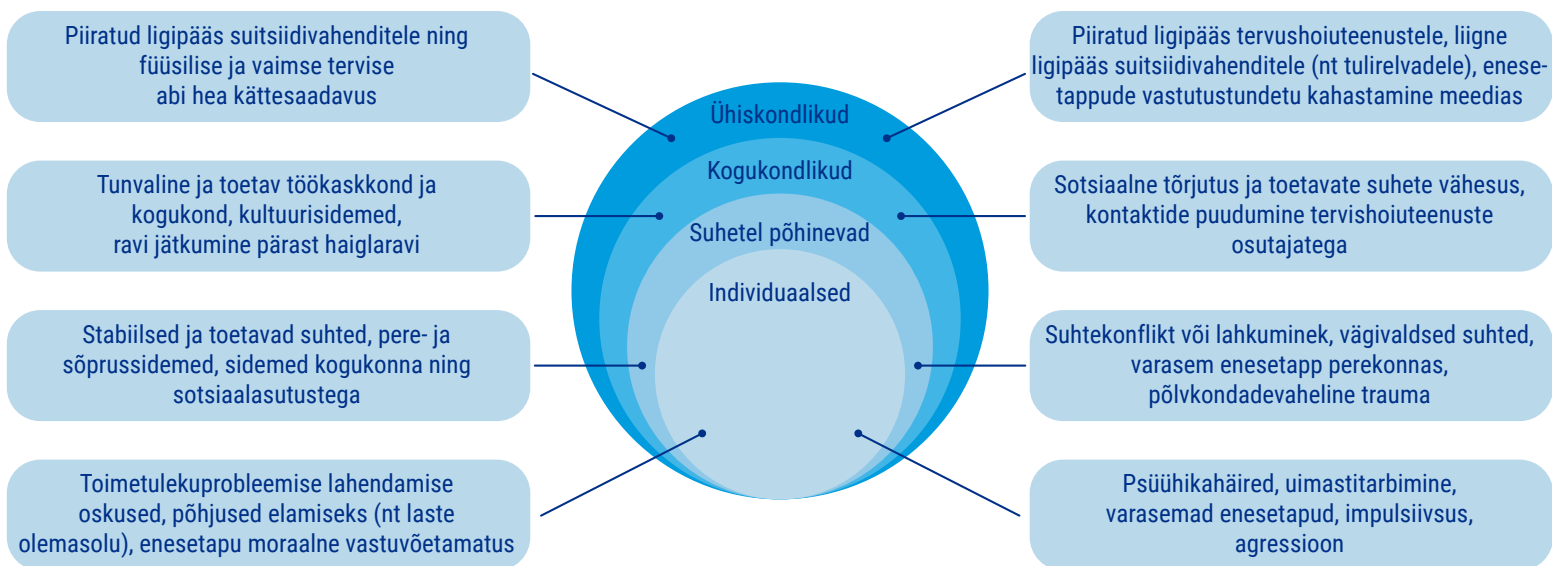 Piiratud ligipääs suitsiidivahenditele ning
füüsilise ja vaimse tervise
abi hea kättesaadavus
Tunvaline ja toetav töökaskkond ja
kogukond, kultuurisidemed,
ravi jätkumine pärast haiglaravi
Stabiilsed ja toetavad suhted, pere- ja
sõprussidemed, sidemed kogukonna ning
sotsiaalasutustega
Toimetulekuprobleemise lahendamise
oskused, põhjused elamiseks (nt laste
olemasolu), enesetapu moraalne vastuvõetamatus
Ühiskondlikud
Kogukondlikud
Suhetel põhinevad
Individuaalsed
Piiratud ligipääs tervushoiuteenustele, liigne
ligipääs suitsiidivahenditele (nt tulirelvadele), enese-
tappude vastutustundetu kahastamine meedias
Sotsiaalne tõrjutus ja toetavate suhete vähesus,
kontaktide puudumine tervishoiuteenuste
osutajatega
Suhtekonflikt või lahkuminek, vägivaldsed suhted,
varasem enesetapp perekonnas,
põlvkondadevaheline trauma
Psüühikahäired, uimastitarbimine,
varasemad enesetapud, impulsiivsus,
agressioon